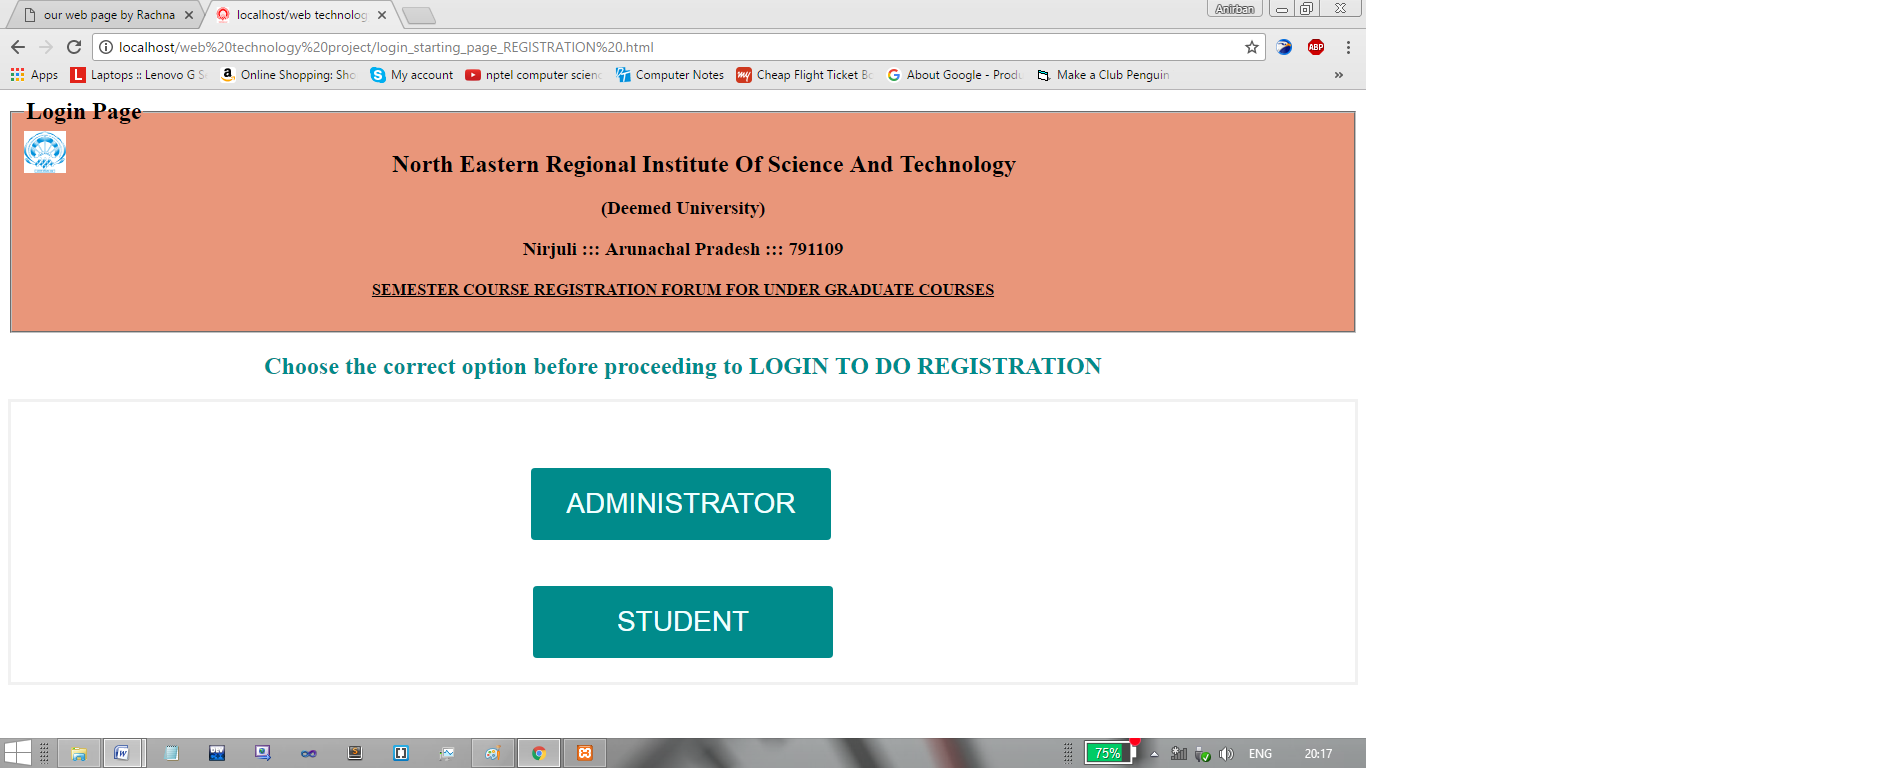 our web page by Rachna
localhost/web technolog
Anirban
localhost/web%20technology%20project/login_starting_page_REGISTRATION%20.html
ABP
Apps
L Laptops :: Lenovo G S
a Online Shopping: Sho
S My account
nptel computer scienc
Computer Notes
my Cheap Flight Ticket Bo
G About Google - Produ
Make a Club Penguin
»
Login Page
North Eastern Regional Institute Of Science And Technology
(Deemed University)
Nirjuli ::: Arunachal Pradesh ::: 791109
SEMESTER COURSE REGISTRATION FORUM FOR UNDER GRADUATE COURSES
Choose the correct option before proceeding to LOGIN TO DO REGISTRATION
ADMINISTRATOR
STUDENT
75%
ENG
20:17